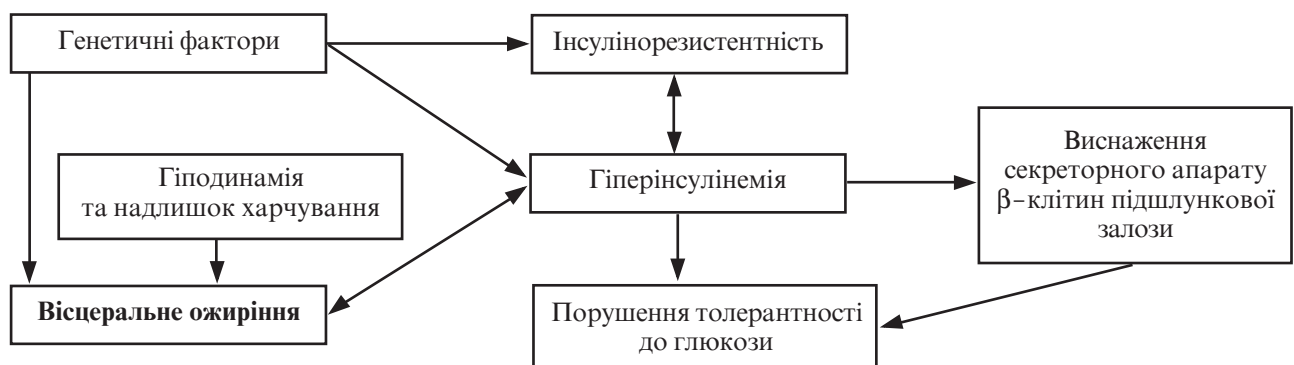 Генетичні фактори
Інсулінорезистентність
Гіподинамія
та надлишок харчування
Гіперінсулінемія
Виснаження
секреторного апарату
β-клітин підшлункової
залози
Вісцеральне ожиріння
Порушення толерантності
до глюкози